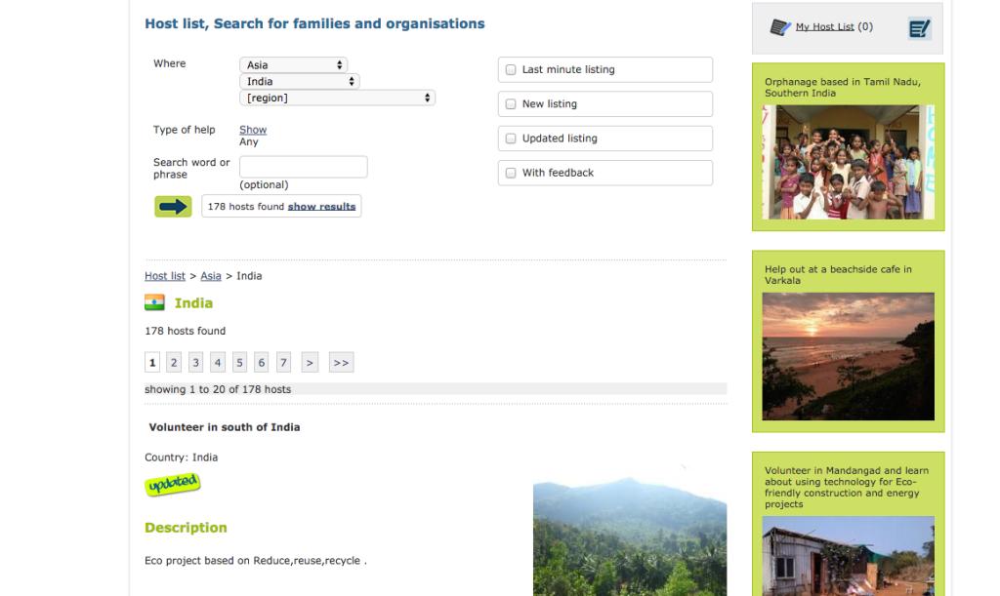 Host list, Search for families and organisations
Where
Asia
India
[region]
Type of help
Show
Any
Search word or
phrase
(optional)
178 hosts found show results
Last minute listing
New listing
Updated listing
With feedback
Host list > Asia > India
India
178 hosts found
1 2 3 4 5 6 7 > >>
showing 1 to 20 of 178 hosts
Volunteer in south of India
Country: India
updated
Description
Eco project based on Reduce,reuse,recycle .
My Host List (0)
Orphanage based in Tamil Nadu,
Southern India
HOME
Help out at a beachside cafe in
Varkala
Volunteer in Mandangad and learn
about using technology for Eco-
friendly construction and energy
projects